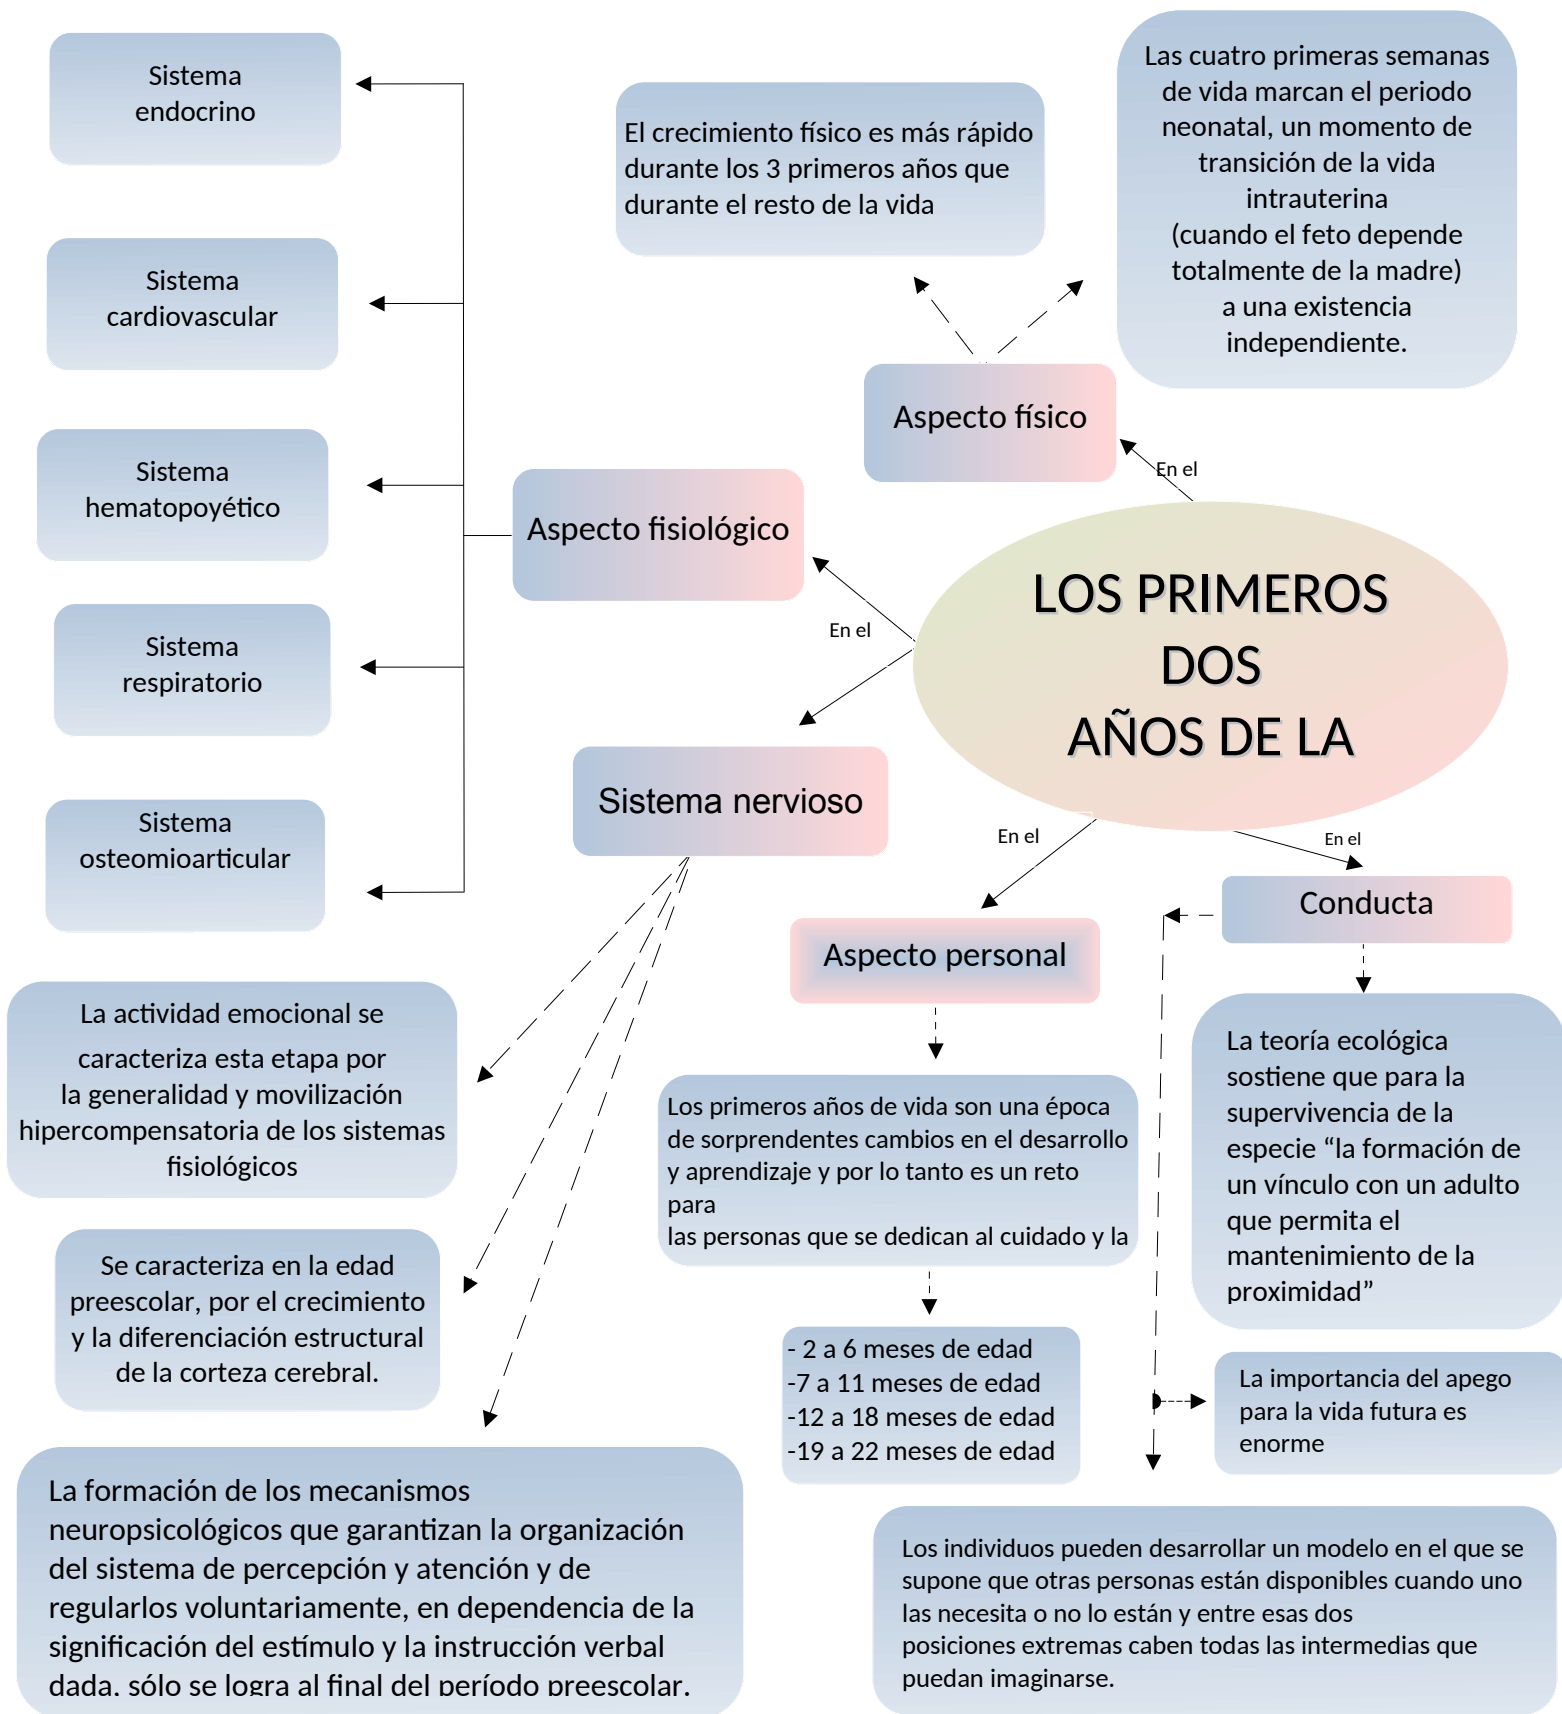 Sistema
endocrino
Sistema
cardiovascular
Sistema
hematopoyético
Sistema
respiratorio
Sistema
osteomioarticular
El crecimiento físico es más rápido
durante los 3 primeros años que
durante el resto de la vida
Las cuatro primeras semanas
de vida marcan el periodo
neonatal, un momento de
transición de la vida
intrauterina
(cuando el feto depende
totalmente de la madre)
a una existencia
independiente.
Aspecto físico
En el
Aspecto fisiológico
En el
LOS PRIMEROS
DOS
AÑOS DE LA
Sistema nervioso
En el
En el
Aspecto personal
Conducta
La actividad emocional se
caracteriza esta etapa por
la generalidad y movilización
hipercompensatoria de los sistemas
fisiológicos
Se caracteriza en la edad
preescolar, por el crecimiento
y la diferenciación estructural
de la corteza cerebral.
La formación de los mecanismos
neuropsicológicos que garantizan la organización
del sistema de percepción y atención y de
regularlos voluntariamente, en dependencia de la
significación del estímulo y la instrucción verbal
dada. sólo se logra al final del período preescolar.
Los primeros años de vida son una época
de sorprendentes cambios en el desarrollo
y aprendizaje y por lo tanto es un reto
para
las personas que se dedican al cuidado y la
- 2 a 6 meses de edad
-7 a 11 meses de edad
-12 a 18 meses de edad
-19 a 22 meses de edad
La teoría ecológica
sostiene que para la
supervivencia de la
especie “la formación de
un vínculo con un adulto
que permita el
mantenimiento de la
proximidad”
La importancia del apego
para la vida futura es
enorme
Los individuos pueden desarrollar un modelo en el que se
supone que otras personas están disponibles cuando uno
las necesita o no lo están y entre esas dos
posiciones extremas caben todas las intermedias que
puedan imaginarse.